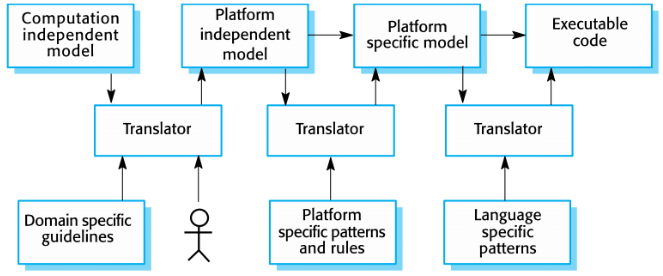 Computation
independent
model
Platform
independent
model
Platform
specific model
Executable
code
Translator
Translator
Translator
Domain specific
guidelines
Platform
specific patterns
and rules
Language
specific
patterns